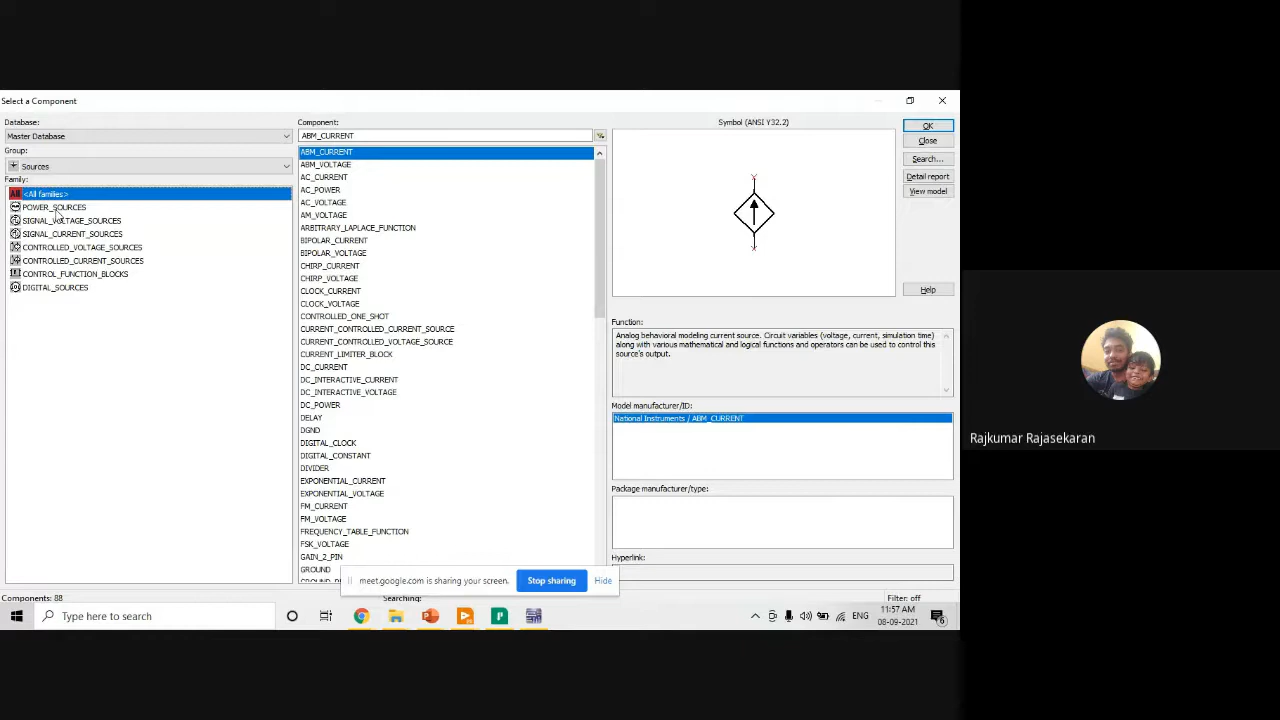 Select a Component
Database:
Master Database
Group:
Sources
Family:
All <All families>
POWER_SOURCES
SIGNAL_VOLTAGE_SOURCES
SIGNAL_CURRENT_SOURCES
CONTROLLED_VOLTAGE_SOURCES
CONTROLLED_CURRENT_SOURCES
CONTROL_FUNCTION_BLOCKS
DIGITAL_SOURCES
Component:
ABM_CURRENT
ABM_CURRENT
ABM_VOLTAGE
AC_CURRENT
AC_POWER
AC_VOLTAGE
AM_VOLTAGE
ARBITRARY_LAPLACE_FUNCTION
BIPOLAR_CURRENT
BIPOLAR_VOLTAGE
CHIRP_CURRENT
CHIRP_VOLTAGE
CLOCK_CURRENT
CLOCK_VOLTAGE
CONTROLLED_ONE_SHOT
CURRENT_CONTROLLED_CURRENT_SOURCE
CURRENT_CONTROLLED_VOLTAGE_SOURCE
CURRENT_LIMITER_BLOCK
DC_CURRENT
DC_INTERACTIVE_CURRENT
DC_INTERACTIVE_VOLTAGE
DC_POWER
DELAY
DGND
DIGITAL_CLOCK
DIGITAL_CONSTANT
DIVIDER
EXPONENTIAL_CURRENT
EXPONENTIAL_VOLTAGE
FM_CURRENT
FM_VOLTAGE
FREQUENCY_TABLE_FUNCTION
FSK_VOLTAGE
GAIN_2_PIN
GROUND
Symbol (ANSI Y32.2)
OK
Close
Search...
Detail report
View model
Help
Function:
Analog behavioral modeling current source. Circuit variables (voltage, current, simulation time)
along with various mathematical and logical functions and operators can be used to control this
source's output.
Model manufacturer/ID:
National Instruments / ABM_CURRENT
Package manufacturer/type:
Hyperlink:
meet.google.com is sharing your screen.
Stop sharing
Hide
Components: 88
Searching:
Filter: off
Type here to search
ENG
11:57 AM
08-09-2021
6
Rajkumar Rajasekaran